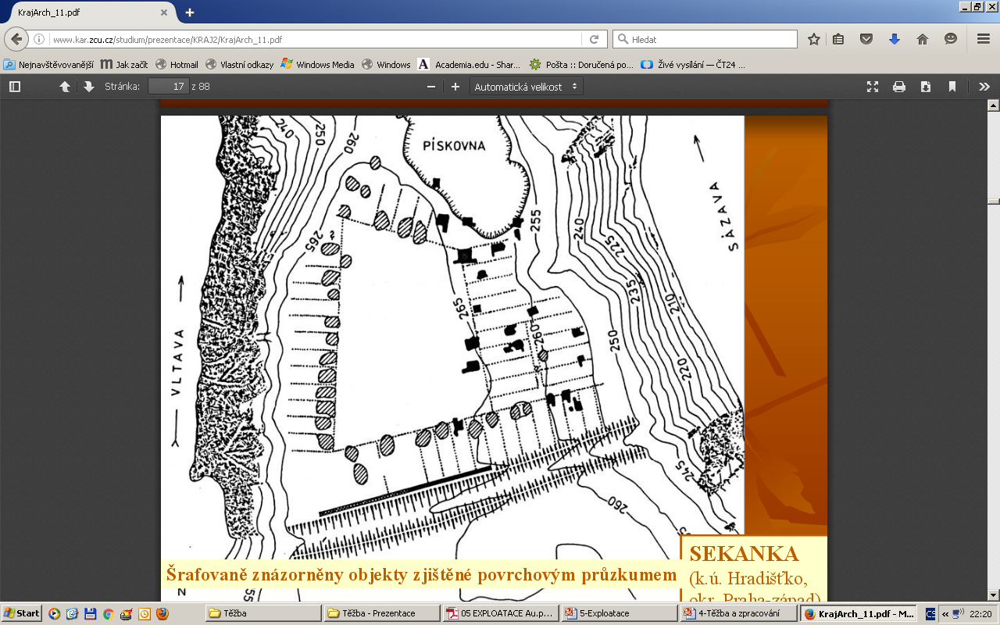 KrajArch_11.pdf
www.kar.zcu.cz/studium/prezentace/KRAJ2/KrajArch_11.pdf
Hledat
Nejnavštěvovanější
Jak začít
Hotmail
Vlastní odkazy
Windows Media
Windows
Academia.edu - Shar...
Pošta :: Doručená po...
Živé vysílání — ČT24 ...
Stránka: 17 z 88
Automatická velikost
240
250
260
PÍSKOVNA
255
240
225
SÁZAVA
265
?
235
210
265
260
250
220
VLTAVA
245
260
SEKANKA
(k.ú. Hradišťko,
okr. Praha-západ)
Šrafovaně znázorněny objekty zjištěné povrchovým průzkumem
Start
Těžba
Těžba - Prezentace
05 EXPLOATACE Au.p...
5-Exploatace
4-Těžba a zpracování
KrajArch_11.pdf - M...
CS
22:20